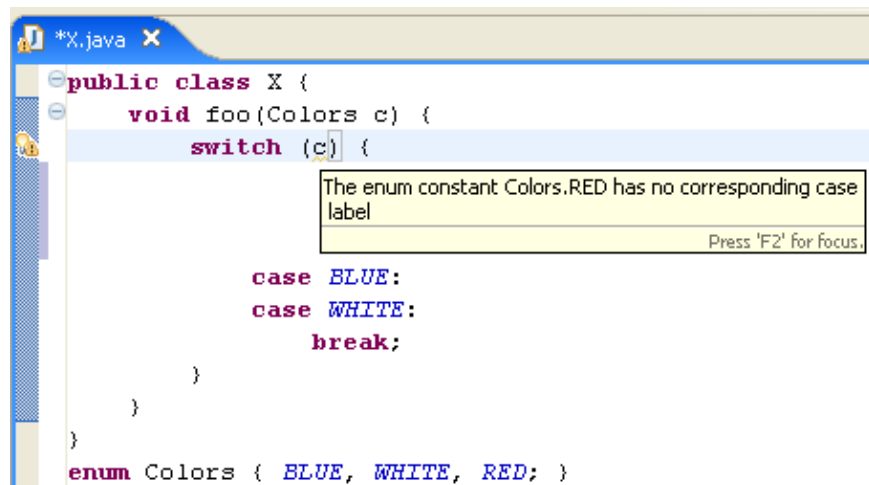 *X.java
public class X {
void foo(Colors c) {
switch (c) {
The enum constant Colors.RED has no corresponding case
label
Press 'F2' for focus.
case BLUE:
case WHITE:
break;
}
}
}
enum Colors { BLUE, WHITE, RED; }